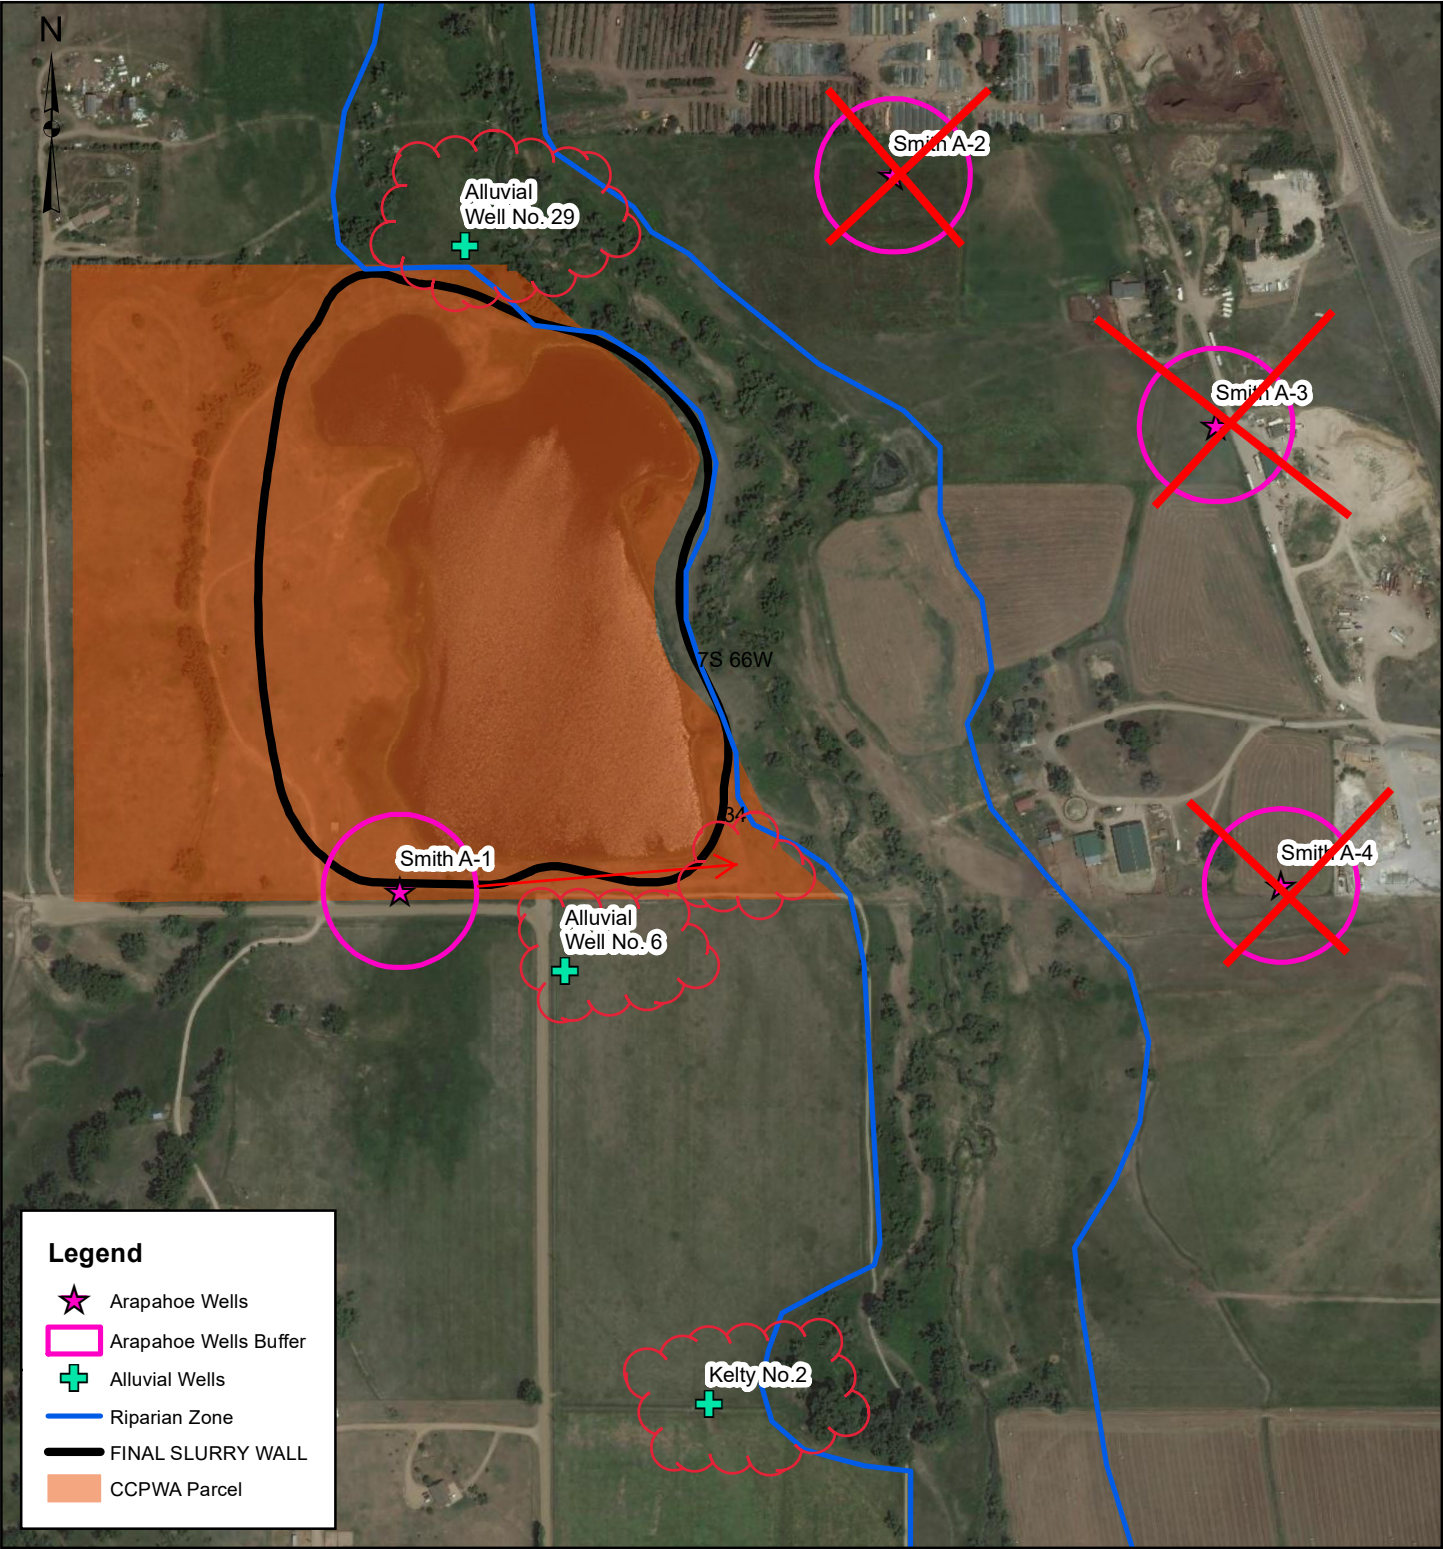 N
Smith A-2
Alluvial
Well No. 29
Smith A-3
7S 66W
34
Smith A-1
Smith A-4
Alluvial
Well No. 6
Kelty No.2
Legend
Arapahoe Wells
Arapahoe Wells Buffer
Alluvial Wells
Riparian Zone
FINAL SLURRY WALL
CCPWA Parcel